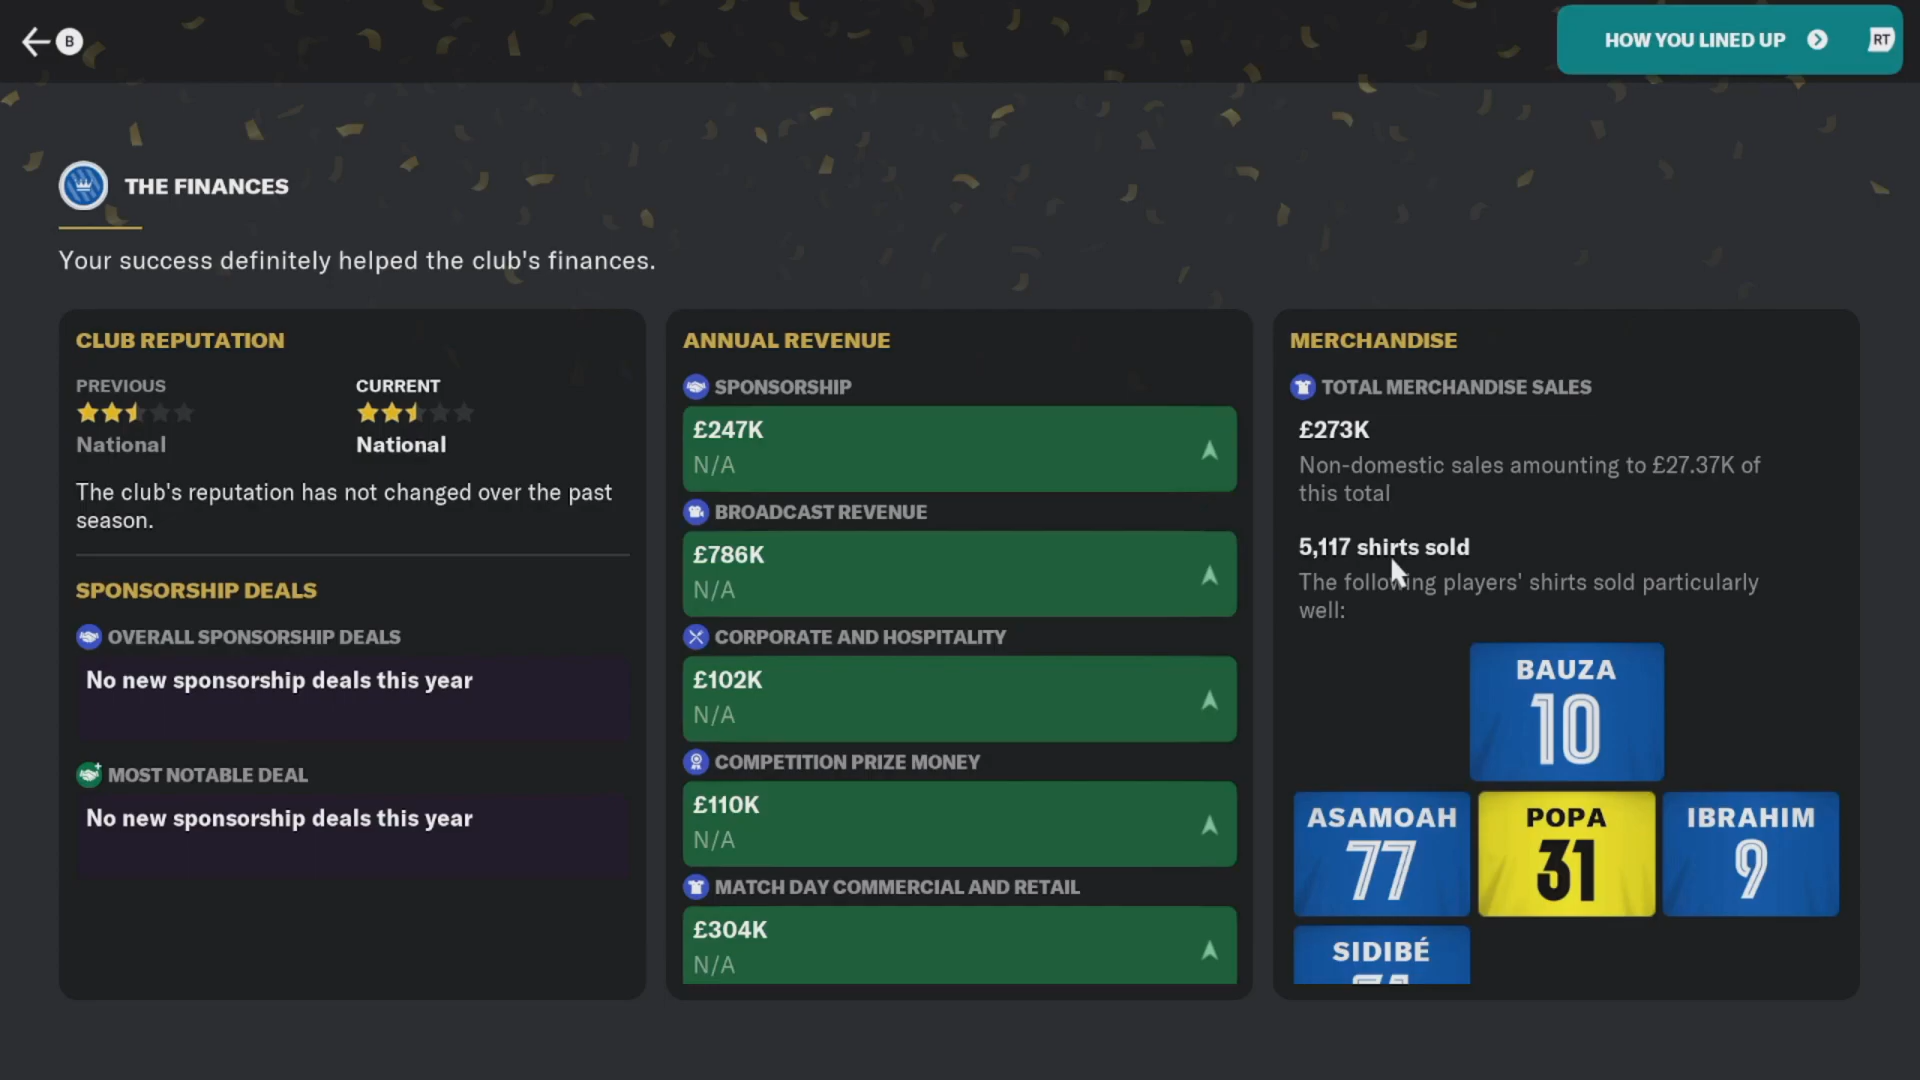 B
HOW YOU LINED UP
RT
THE FINANCES
Your success definitely helped the club's finances.
CLUB REPUTATION
PREVIOUS
CURRENT
National
National
The club's reputation has not changed over the past
season.
SPONSORSHIP DEALS
OVERALL SPONSORSHIP DEALS
No new sponsorship deals this year
MOST NOTABLE DEAL
No new sponsorship deals this year
ANNUAL REVENUE
SPONSORSHIP
£247K
N/A
BROADCAST REVENUE
£786K
N/A
CORPORATE AND HOSPITALITY
£102K
N/A
COMPETITION PRIZE MONEY
£110K
N/A
MATCH DAY COMMERCIAL AND RETAIL
£304K
N/A
MERCHANDISE
TOTAL MERCHANDISE SALES
£273K
Non-domestic sales amounting to £27.37K of
this total
5,117 shirts sold
The following players' shirts sold particularly
well:
BAUZA
10
ASAMOAH
77
POPA
31
IBRAHIM
9
SIDIBÉ